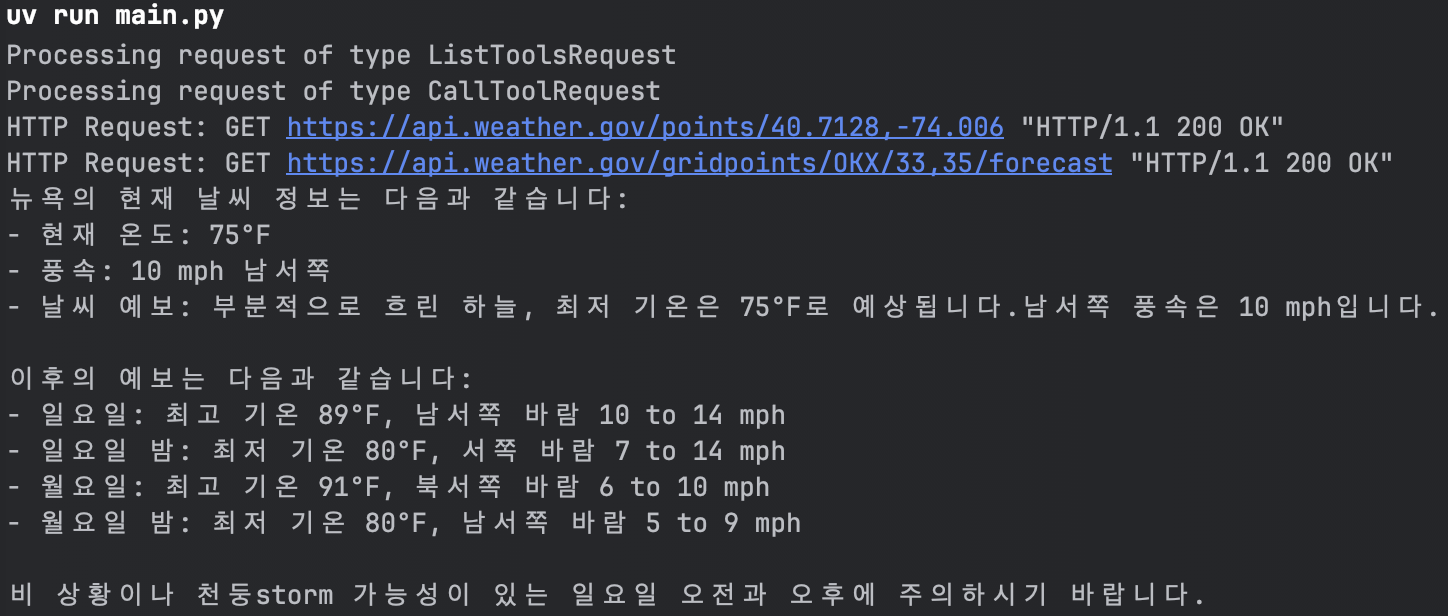 uv run main.py
Processing request of type ListToolsRequest
Processing request of type CallToolRequest
HTTP Request: GET https://api.weather.gov/points/40.7128,-74.006 "HTTP/1.1 200 OK"
HTTP Request: GET https://api.weather.gov/gridpoints/OKX/33,35/forecast "HTTP/1.1 200 OK"
뉴욕의 현재 날씨 정보는 다음과 같습니다:
- 현재 온도: 75°F
- 풍속: 10 mph 남서쪽
- 날씨 예보: 부분적으로 흐린 하늘, 최저 기온은 75°F로 예상됩니다.남서쪽 풍속은 10 mph입니다.
이후의 예보는 다음과 같습니다:
- 일요일: 최고 기온 89°F, 남서쪽 바람 10 to 14 mph
- 일요일 밤: 최저 기온 80°F, 서쪽 바람 7 to 14 mph
- 월요일: 최고 기온 91°F, 북서쪽 바람 6 to 10 mph
- 월요일 밤: 최저 기온 80°F, 남서쪽 바람 5 to 9 mph
비 상황이나 천둥storm 가능성이 있는 일요일 오전과 오후에 주의하시기 바랍니다.